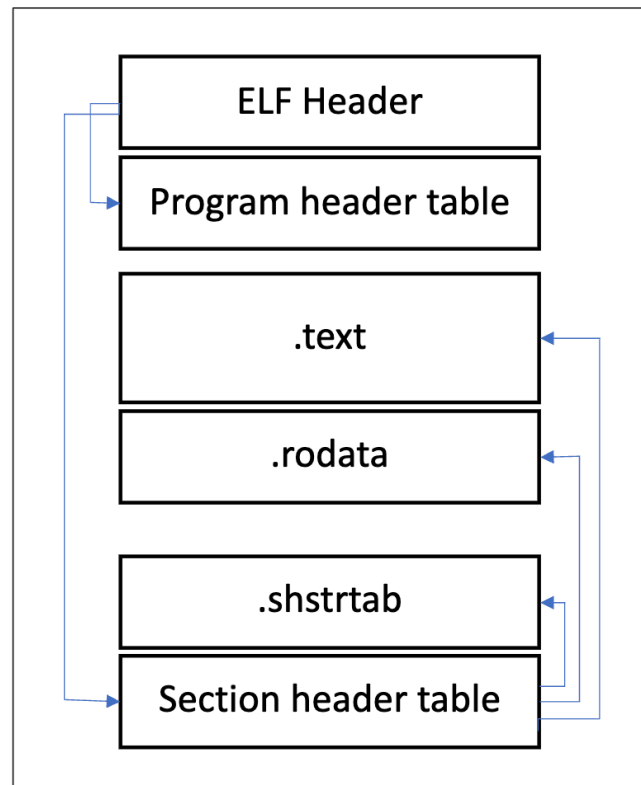 ELF Header
Program header table
.text
.rodata
.shstrtab
Section header table